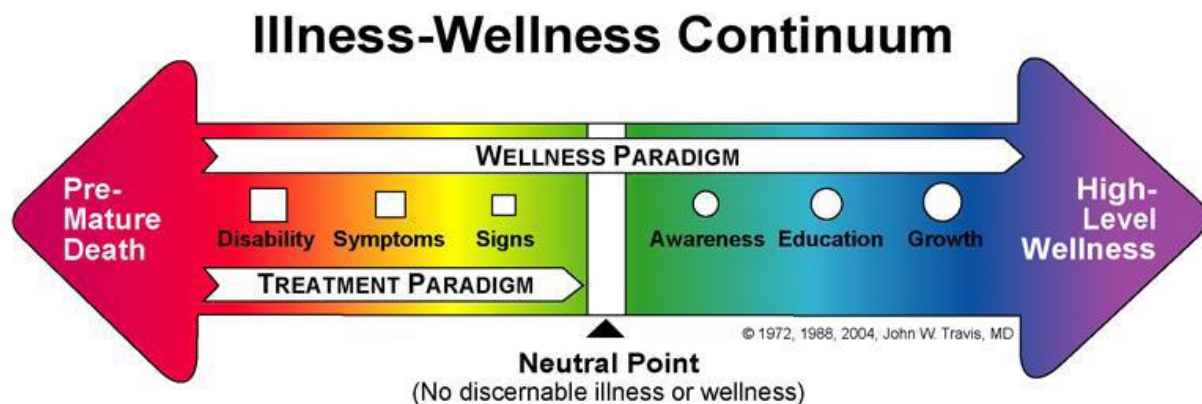 Illness-Wellness Continuum
WELLNESS PARADIGM
Pre-
Mature
Death
Disability Symptoms Signs
Awareness Education Growth
High-
Level
Wellness
TREATMENT PARADIGM
© 1972, 1988, 2004, John W. Travis, MD
Neutral Point
(No discernable illness or wellness)